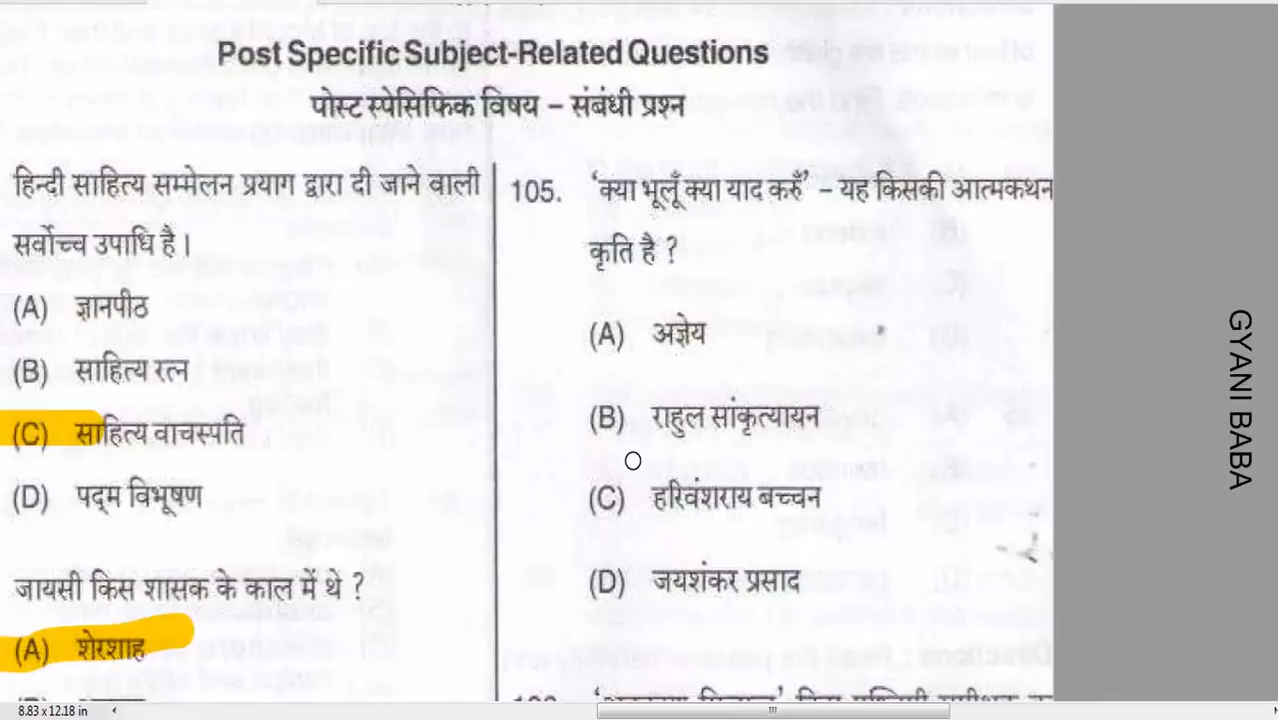 Post Specific Subject-Related Questions
पोस्ट स्पेसिफिक विषय – संबंधी प्रश्न
हिन्दी साहित्य सम्मेलन प्रयाग द्वारा दी जाने वाली
सर्वोच्च उपाधि है।
(A) ज्ञानपीठ
(B) साहित्य रत्न
(C) साहित्य वाचस्पति
(D) पद्म विभूषण
जायसी किस शासक के काल में थे ?
(A) शेरशाह
105. ‘क्या भूलूँ क्या याद करुँ’ – यह किसकी आत्मकथन
कृति है ?
(A) अज्ञेय
(B) राहुल सांकृत्यायन
(C) हरिवंशराय बच्चन
(D) जयशंकर प्रसाद
GYANI BABA
8.83 x 12.18 in